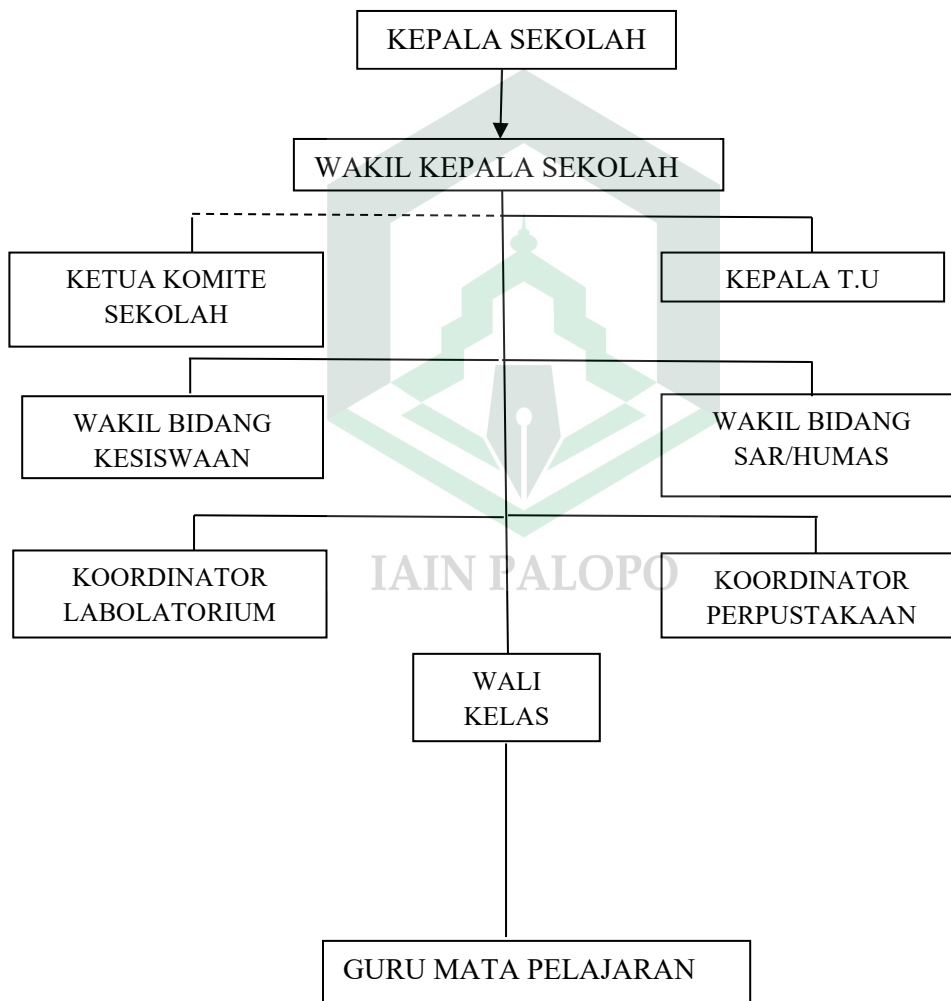 KEPALA SEKOLAH
WAKIL KEPALA SEKOLAH
KETUA KOMITE
SEKOLAH
KEPALA T.U
WAKIL BIDANG
KESISWAAN
WAKIL BIDANG
SAR/HUMAS
KOORDINATOR
LABOLATORIUM
IAIN PALOPO
KOORDINATOR
PERPUSTAKAAN
WALI
KELAS
GURU MATA PELAJARAN